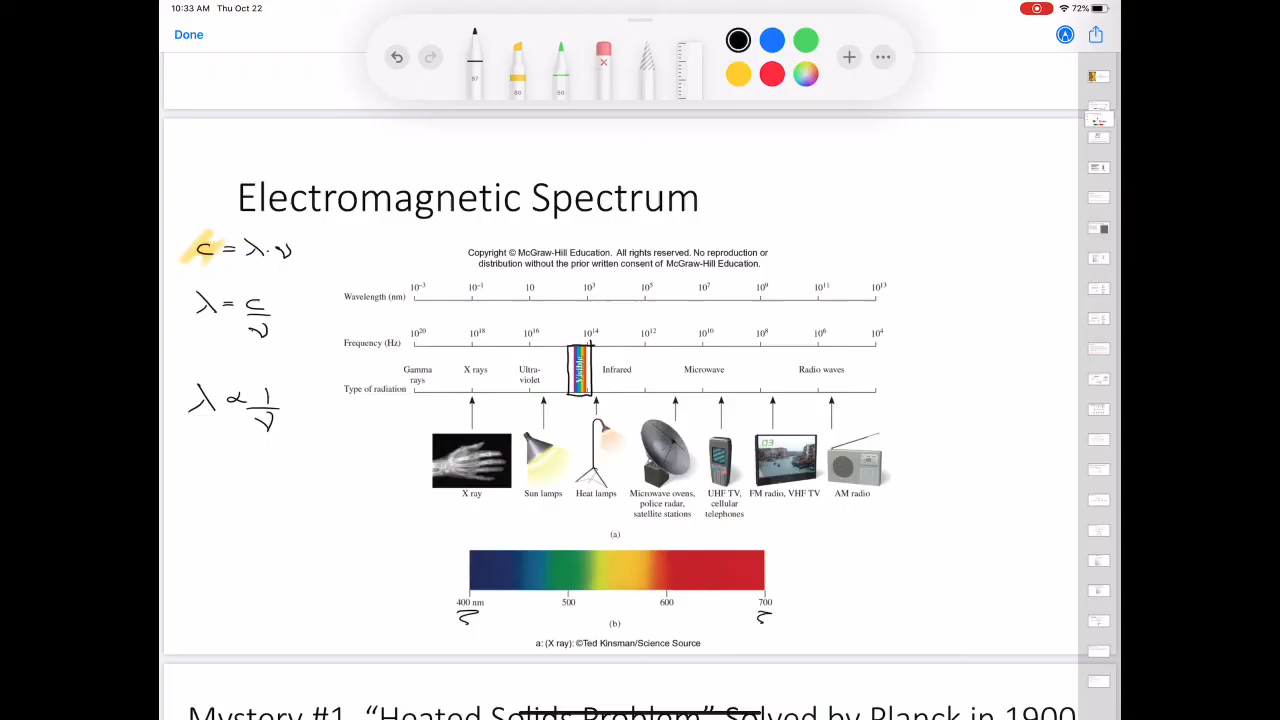 10:33 AM Thu Oct 22
72%
Done
97
80
50
Electromagnetic Spectrum
c = λ · ν
λ = c/ν
λ ∝ 1/ν
Copyright © McGraw-Hill Education. All rights reserved. No reproduction or
distribution without the prior written consent of McGraw-Hill Education.
Wavelength (nm) 10⁻³ 10⁻¹ 10 10³ 10⁵ 10⁷ 10⁹ 10¹¹ 10¹³
Frequency (Hz) 10²⁰ 10¹⁸ 10¹⁶ 10¹⁴ 10¹² 10¹⁰ 10⁸ 10⁶ 10⁴
Gamma
rays
X rays
Ultra-
violet
Visible
Infrared
Microwave
Radio waves
Type of radiation
03
X ray
Sun lamps
Heat lamps
Microwave ovens,
police radar,
satellite stations
UHF TV,
cellular
telephones
FM radio, VHF TV
AM radio
(a)
400 nm 500 600 700
(b)
a: (X ray): ©Ted Kinsman/Science Source
Mystery #1, “Heated Solids Problem” Solved by Planck in 1900